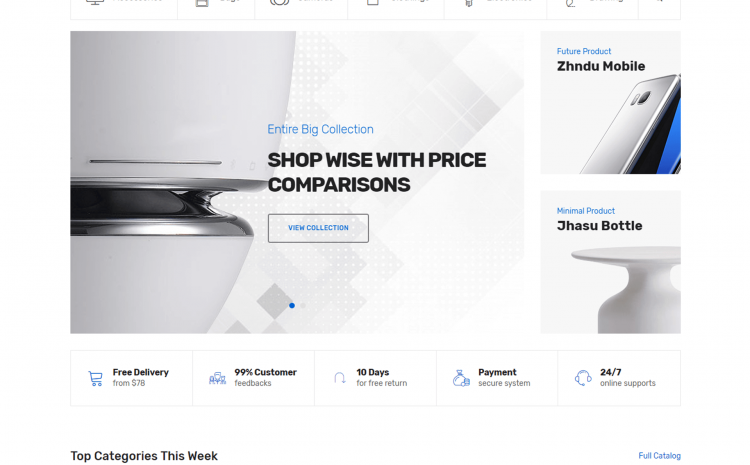 Future Product
Zhndu Mobile
Entire Big Collection
SHOP WISE WITH PRICE
COMPARISONS
VIEW COLLECTION
Minimal Product
Jhasu Bottle
Free Delivery
from $78
99% Customer
feedbacks
10 Days
for free return
Payment
secure system
24/7
online supports
Top Categories This Week
Full Catalog